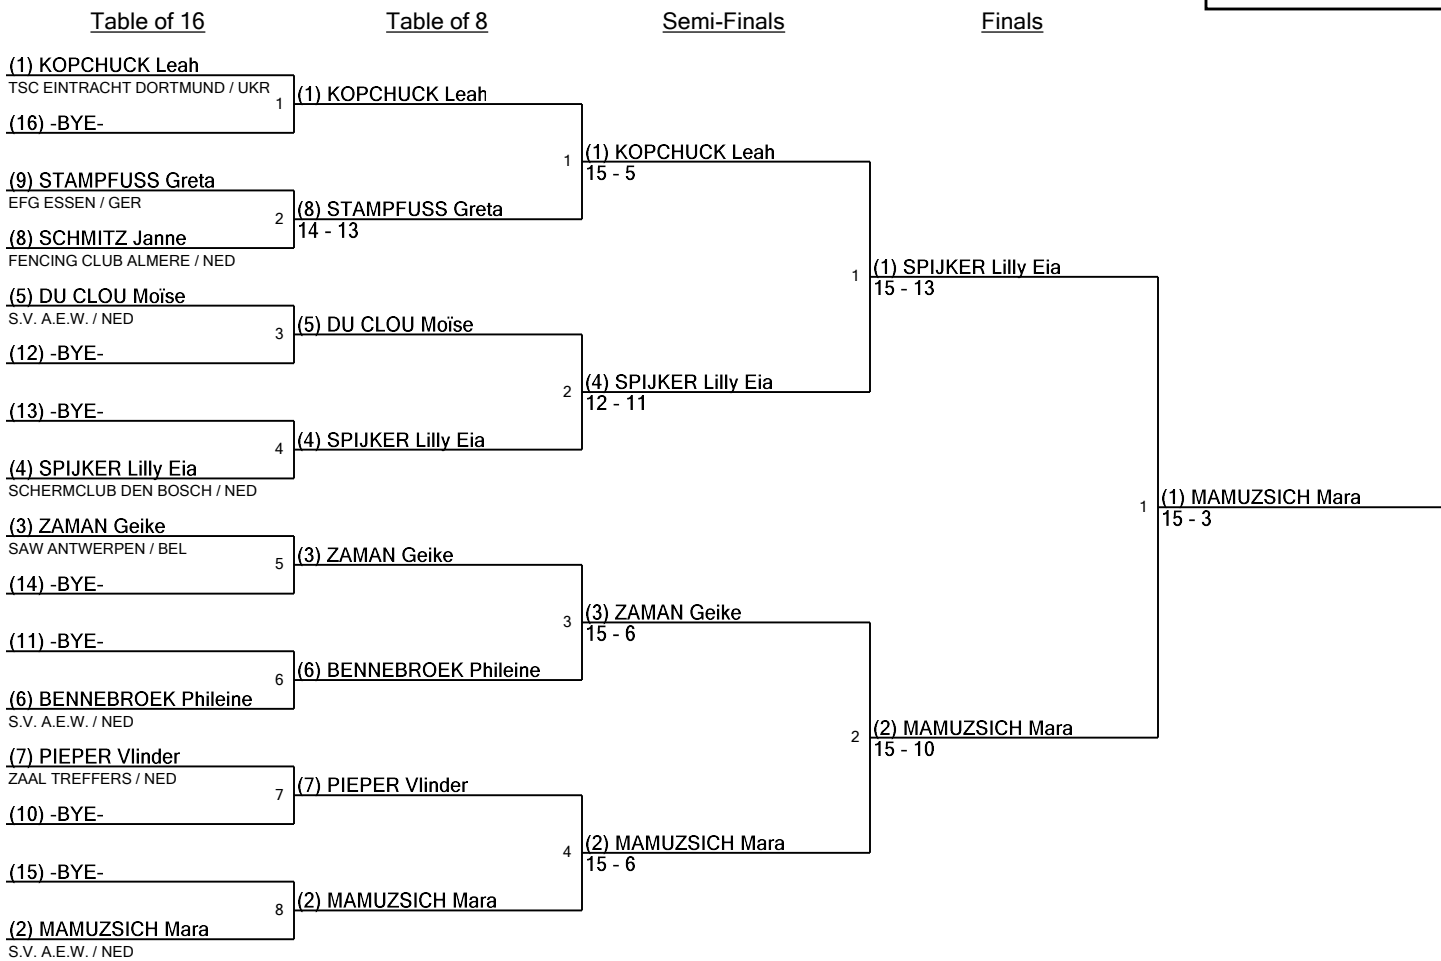 Table of 16
Table of 8
Semi-Finals
Finals
(1) KOPCHUCK Leah
TSC EINTRACHT DORTMUND / UKR
1
(16) -BYE-
(9) STAMPFUSS Greta
EFG ESSEN / GER
2
(8) SCHMITZ Janne
FENCING CLUB ALMERE / NED
(5) DU CLOU Moïse
S.V. A.E.W. / NED
3
(12) -BYE-
(13) -BYE-
4
(4) SPIJKER Lilly Eia
SCHERMCLUB DEN BOSCH / NED
(3) ZAMAN Geike
SAW ANTWERPEN / BEL
5
(14) -BYE-
(11) -BYE-
6
(6) BENNEBROEK Phileine
S.V. A.E.W. / NED
(7) PIEPER Vlinder
ZAAL TREFFERS / NED
7
(10) -BYE-
(15) -BYE-
8
(2) MAMUZSICH Mara
S.V. A.E.W. / NED
(1) KOPCHUCK Leah
1
(8) STAMPFUSS Greta
14 - 13
(5) DU CLOU Moïse
2
(4) SPIJKER Lilly Eia
(3) ZAMAN Geike
3
(6) BENNEBROEK Phileine
(7) PIEPER Vlinder
4
(2) MAMUZSICH Mara
(1) KOPCHUCK Leah
15 - 5
1
(4) SPIJKER Lilly Eia
12 - 11
(3) ZAMAN Geike
15 - 6
2
(2) MAMUZSICH Mara
15 - 6
(1) SPIJKER Lilly Eia
15 - 13
1
(2) MAMUZSICH Mara
15 - 10
(1) MAMUZSICH Mara
15 - 3